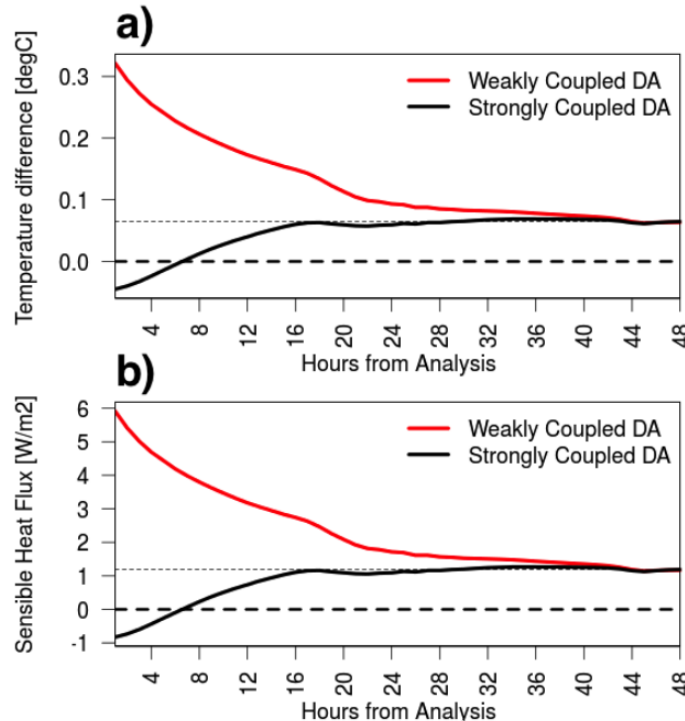 a)
Temperature difference [degC]
0.3
0.2
0.1
0.0
Weakly Coupled DA
Strongly Coupled DA
4 8 12 16 20 24 28 32 36 40 44 48
Hours from Analysis
b)
Sensible Heat Flux [W/m2]
6
5
4
3
2
1
0
-1
Weakly Coupled DA
Strongly Coupled DA
4 8 12 16 20 24 28 32 36 40 44 48
Hours from Analysis